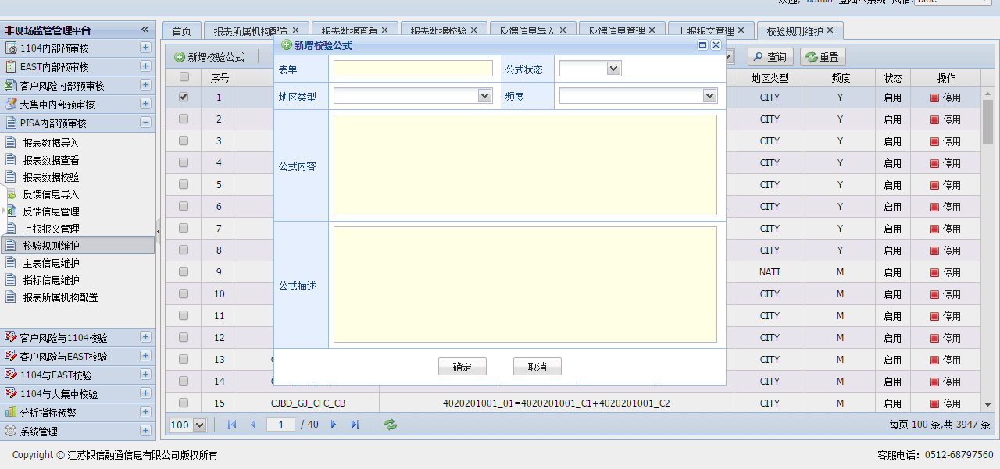 欢迎，admin 登陆本系统 风格: blue
非现场监管管理平台
1104内部预审核
EAST内部预审核
客户风险内部预审核
大集中内部预审核
PISA内部预审核
报表数据导入
报表数据查看
报表数据校验
反馈信息导入
反馈信息管理
上报报文管理
校验规则维护
主表信息维护
指标信息维护
报表所属机构配置
客户风险与1104校验
客户风险与EAST校验
1104与EAST校验
1104与大集中校验
分析指标预警
系统管理
首页 报表所属机构配置 报表数据查看 报表数据校验 反馈信息导入 反馈信息管理 上报报文管理 校验规则维护
新增校验公式 查询 重置
序号 地区类型 频度 状态 操作
1 CITY Y 启用 停用
2 CITY Y 启用 停用
3 CITY Y 启用 停用
4 CITY Y 启用 停用
5 CITY Y 启用 停用
6 CITY Y 启用 停用
7 CITY Y 启用 停用
8 CITY Y 启用 停用
9 NATI M 启用 停用
10 CITY M 启用 停用
11 CITY M 启用 停用
12 CITY M 启用 停用
13 CITY M 启用 停用
14 CITY M 启用 停用
15 CJBD_GJ_CFC_CB 4020201001_01=4020201001_C1+4020201001_C2 CITY M 启用 停用
新增校验公式
表单 公式状态
地区类型 频度
公式内容
公式描述
确定 取消
100 1 / 40 每页 100 条,共 3947 条
Copyright © 江苏银信融通信息有限公司版权所有 客服电话：0512-68797560